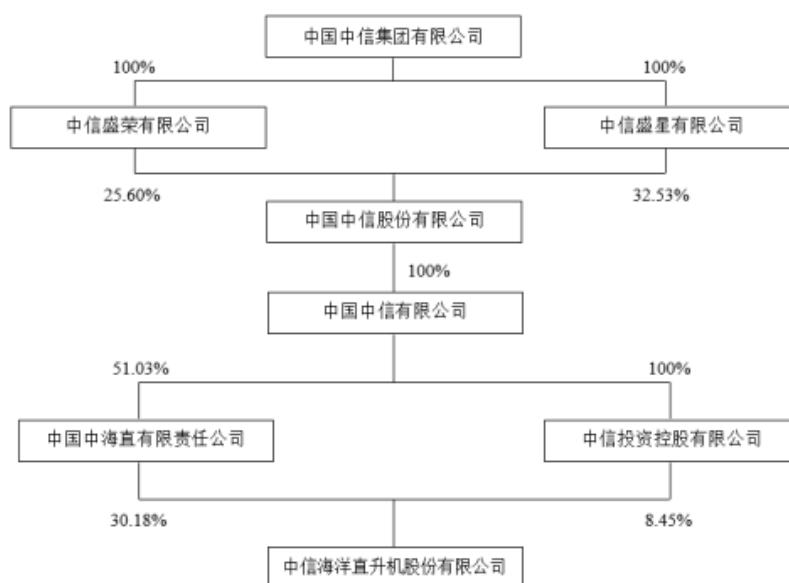 中国中信集团有限公司
100%
100%
中信盛荣有限公司
中信盛星有限公司
25.60%
32.53%
中国中信股份有限公司
100%
中国中信有限公司
51.03%
100%
中国中海直有限责任公司
中信投资控股有限公司
30.18%
8.45%
中信海洋直升机股份有限公司